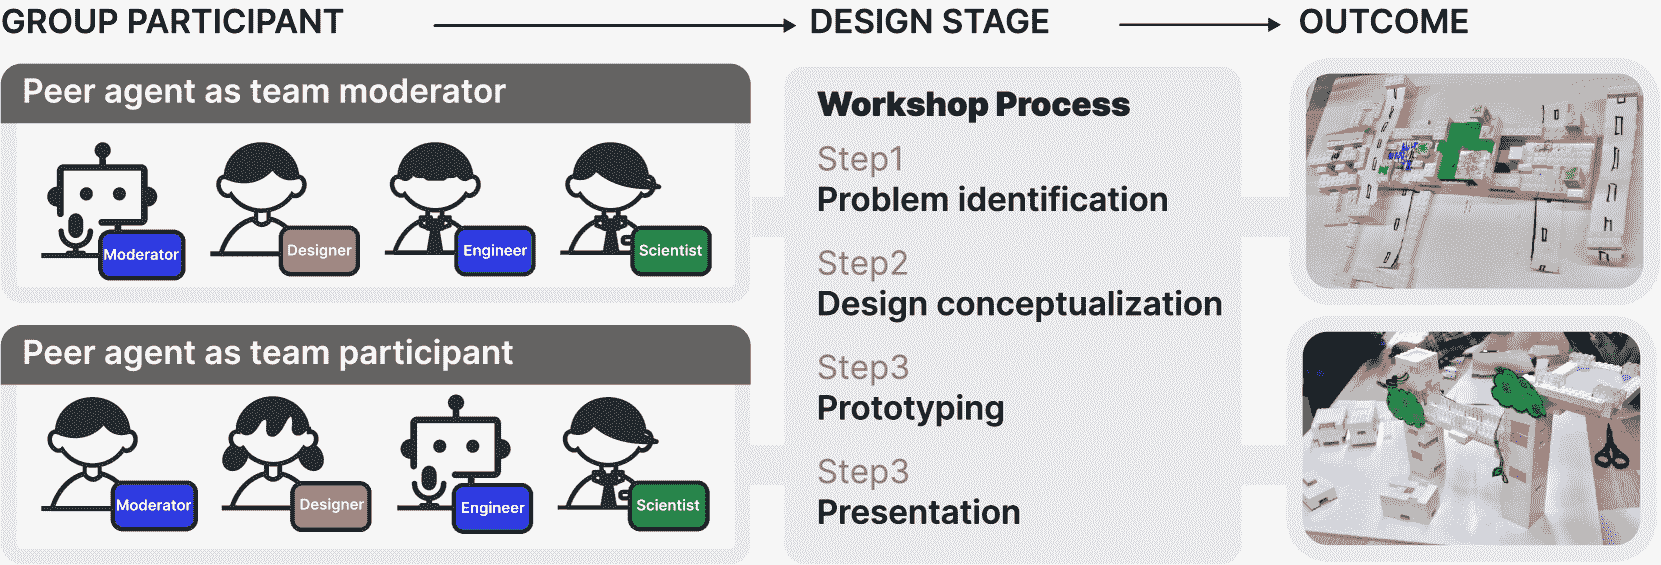 GROUP PARTICIPANT
DESIGN STAGE
OUTCOME
Peer agent as team moderator
Moderator
Designer
Engineer
Scientist
Peer agent as team participant
Moderator
Designer
Engineer
Scientist
Workshop Process
Step1
Problem identification
Step2
Design conceptualization
Step3
Prototyping
Step3
Presentation